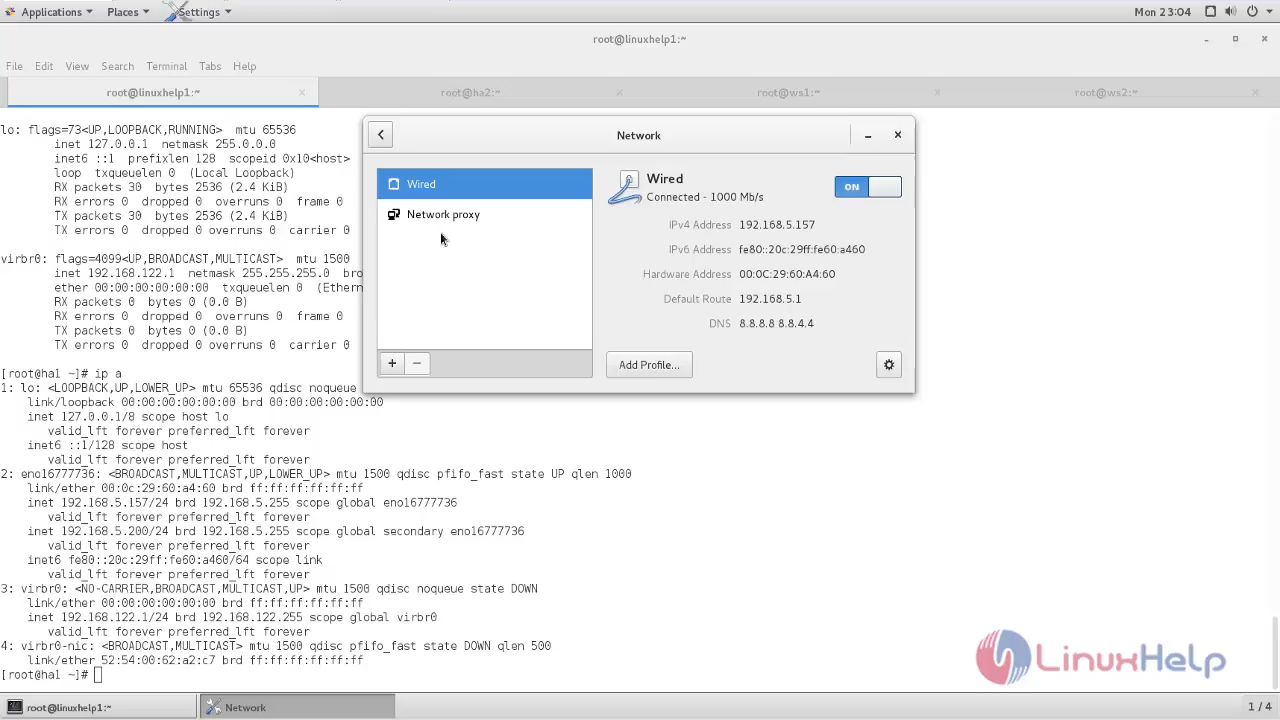 Applications Places Settings Mon 23:04
root@linuxhelp1:~
File Edit View Search Terminal Tabs Help
root@linuxhelp1:~ × root@ha2:~ × root@ws1:~ × root@ws2:~ ×
lo: flags=73<UP,LOOPBACK,RUNNING> mtu 65536
inet 127.0.0.1 netmask 255.0.0.0
inet6 ::1 prefixlen 128 scopeid 0x10<host>
loop txqueuelen 0 (Local Loopback)
RX packets 30 bytes 2536 (2.4 KiB)
RX errors 0 dropped 0 overruns 0 frame 0
TX packets 30 bytes 2536 (2.4 KiB)
TX errors 0 dropped 0 overruns 0 carrier 0
virbr0: flags=4099<UP,BROADCAST,MULTICAST> mtu 1500
inet 192.168.122.1 netmask 255.255.255.0 bro
ether 00:00:00:00:00:00 txqueuelen 0 (Ethern
RX packets 0 bytes 0 (0.0 B)
RX errors 0 dropped 0 overruns 0 frame 0
TX packets 0 bytes 0 (0.0 B)
TX errors 0 dropped 0 overruns 0 carrier 0
Network
Wired
Network proxy
Wired
Connected - 1000 Mb/s
ON
IPv4 Address 192.168.5.157
IPv6 Address fe80::20c:29ff:fe60:a460
Hardware Address 00:0C:29:60:A4:60
Default Route 192.168.5.1
DNS 8.8.8.8 8.8.4.4
+ − Add Profile...
[root@ha1 ~]# ip a
1: lo: <LOOPBACK,UP,LOWER_UP> mtu 65536 qdisc noqueue
link/loopback 00:00:00:00:00:00 brd 00:00:00:00:00:00
inet 127.0.0.1/8 scope host lo
valid_lft forever preferred_lft forever
inet6 ::1/128 scope host
valid_lft forever preferred_lft forever
2: eno16777736: <BROADCAST,MULTICAST,UP,LOWER_UP> mtu 1500 qdisc pfifo_fast state UP qlen 1000
link/ether 00:0c:29:60:a4:60 brd ff:ff:ff:ff:ff:ff
inet 192.168.5.157/24 brd 192.168.5.255 scope global eno16777736
valid_lft forever preferred_lft forever
inet 192.168.5.200/24 brd 192.168.5.255 scope global secondary eno16777736
valid_lft forever preferred_lft forever
inet6 fe80::20c:29ff:fe60:a460/64 scope link
valid_lft forever preferred_lft forever
3: virbr0: <NO-CARRIER,BROADCAST,MULTICAST,UP> mtu 1500 qdisc noqueue state DOWN
link/ether 00:00:00:00:00:00 brd ff:ff:ff:ff:ff:ff
inet 192.168.122.1/24 brd 192.168.122.255 scope global virbr0
valid_lft forever preferred_lft forever
4: virbr0-nic: <BROADCAST,MULTICAST> mtu 1500 qdisc pfifo_fast state DOWN qlen 500
link/ether 52:54:00:62:a2:c7 brd ff:ff:ff:ff:ff:ff
[root@ha1 ~]#
LinuxHelp
root@linuxhelp1:~ Network 1 / 4